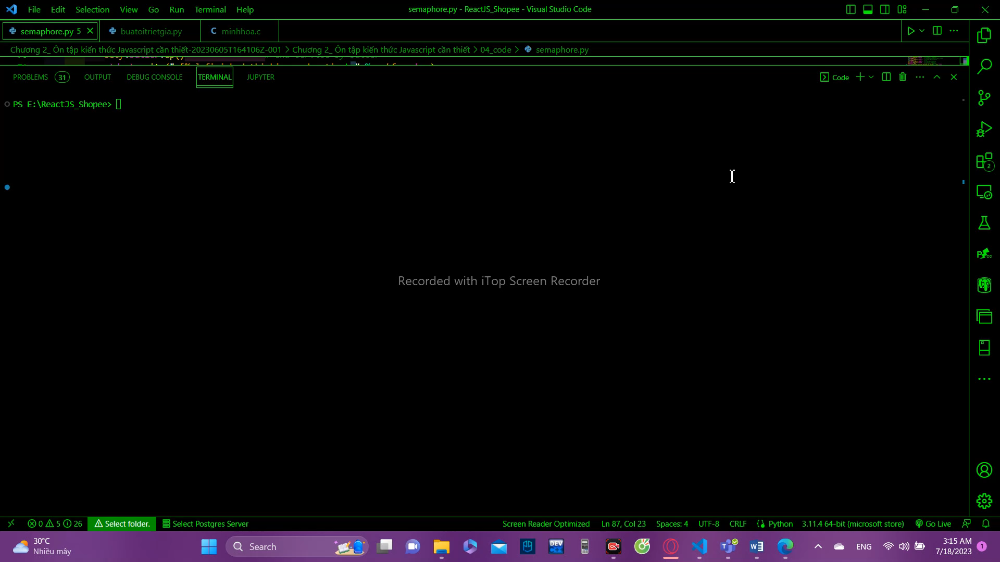 File Edit Selection View Go Run Terminal Help
semaphore.py - ReactJS_Shopee - Visual Studio Code
semaphore.py 5
buatoitrietgia.py
C minhhoa.c
Chương 2_ Ôn tập kiến thức Javascript cần thiết-20230605T164106Z-001 > Chương 2_ Ôn tập kiến thức Javascript cần thiết > 04_code > semaphore.py
PROBLEMS 31 OUTPUT DEBUG CONSOLE TERMINAL JUPYTER
Code
PS E:\ReactJS_Shopee>
2
Recorded with iTop Screen Recorder
0 5 26 Select folder. Select Postgres Server
Screen Reader Optimized Ln 87, Col 23 Spaces: 4 UTF-8 CRLF Python 3.11.4 64-bit (microsoft store) Go Live
30°C
Nhiều mây
Search
DEV
ENG
3:15 AM
7/18/2023
1